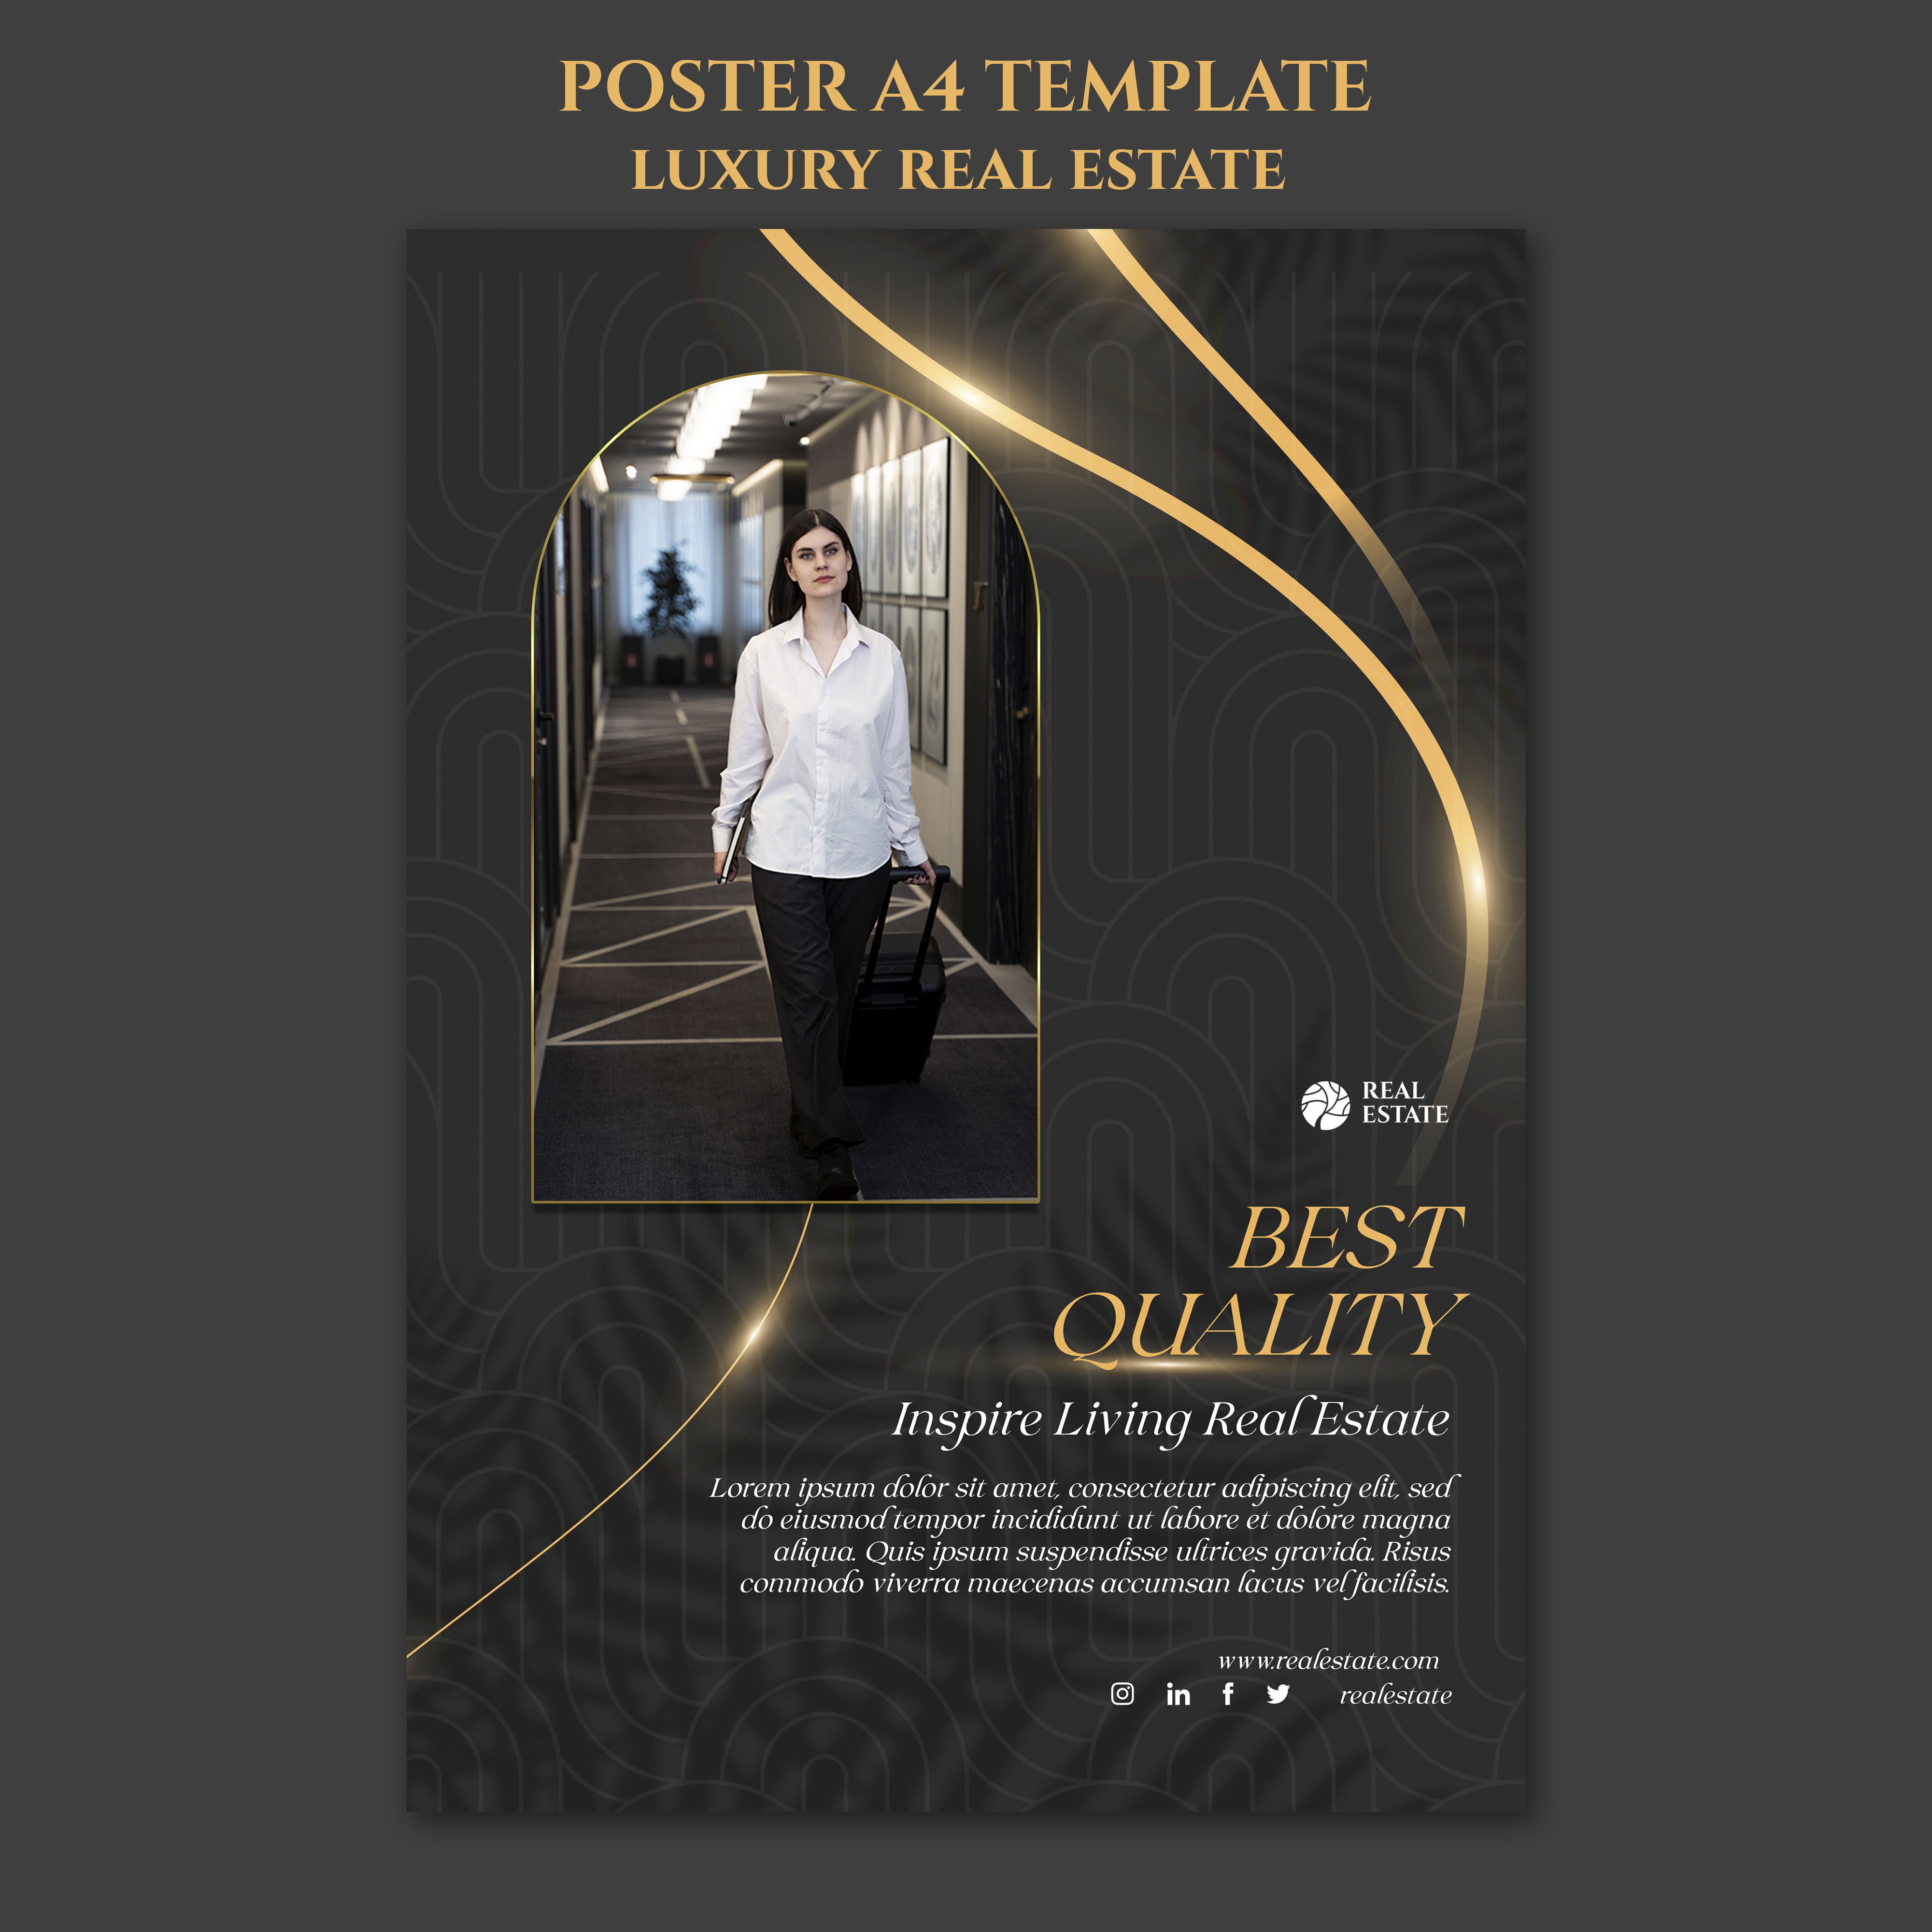 POSTER A4 TEMPLATE
LUXURY REAL ESTATE
REAL
ESTATE
BEST
QUALITY
Inspire Living Real Estate
Lorem ipsum dolor sit amet, consectetur adipiscing elit, sed
do eiusmod tempor incididunt ut labore et dolore magna
aliqua. Quis ipsum suspendisse ultrices gravida. Risus
commodo viverra maecenas accumsan lacus vel facilisis.
www.realestate.com
realestate